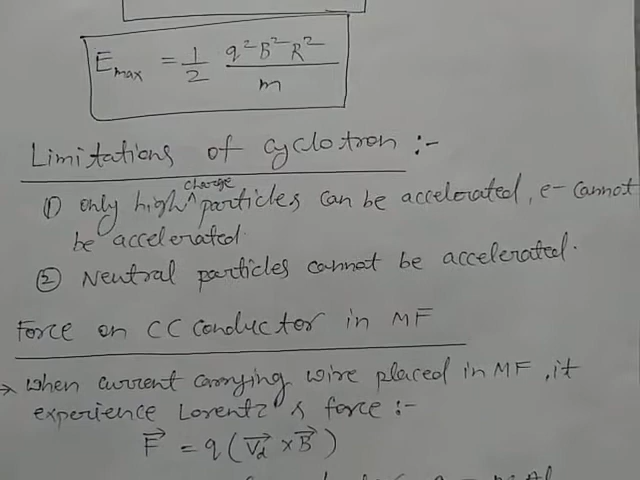 E_max = 1/2 q²B²R²/m
Limitations of cyclotron :-
① only high charge particles can be accelerated, e- cannot
be accelerated.
② Neutral particles cannot be accelerated.
Force on CC conductor in MF
→ When current carrying wire placed in MF, it
experience Lorentz's force :-
F⃗ = q(V⃗d × B⃗)